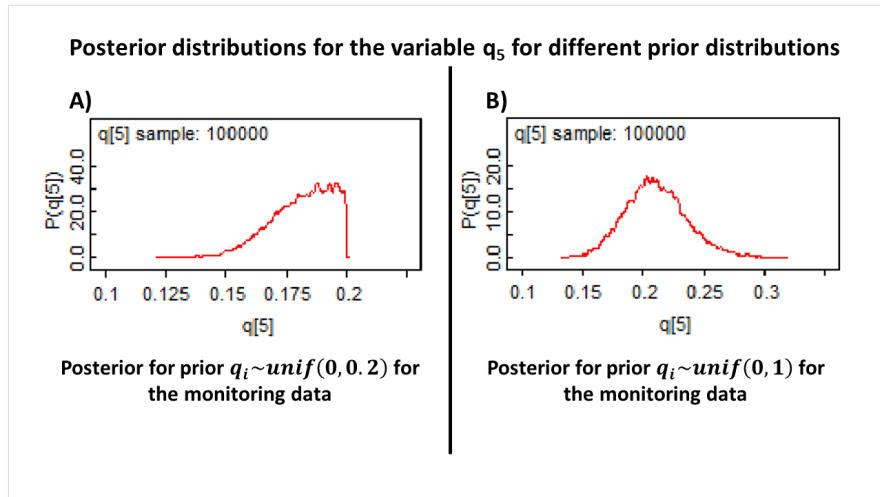 Posterior distributions for the variable q₅ for different prior distributions
A)
q[5] sample: 100000
P(q[5])
40.0
20.0
0.0
0.1 0.125 0.15 0.175 0.2
q[5]
Posterior for prior qᵢ~unif(0,0.2) for
the monitoring data
B)
q[5] sample: 100000
P(q[5])
20.0
10.0
0.0
0.1 0.15 0.2 0.25 0.3
q[5]
Posterior for prior qᵢ~unif(0,1) for
the monitoring data